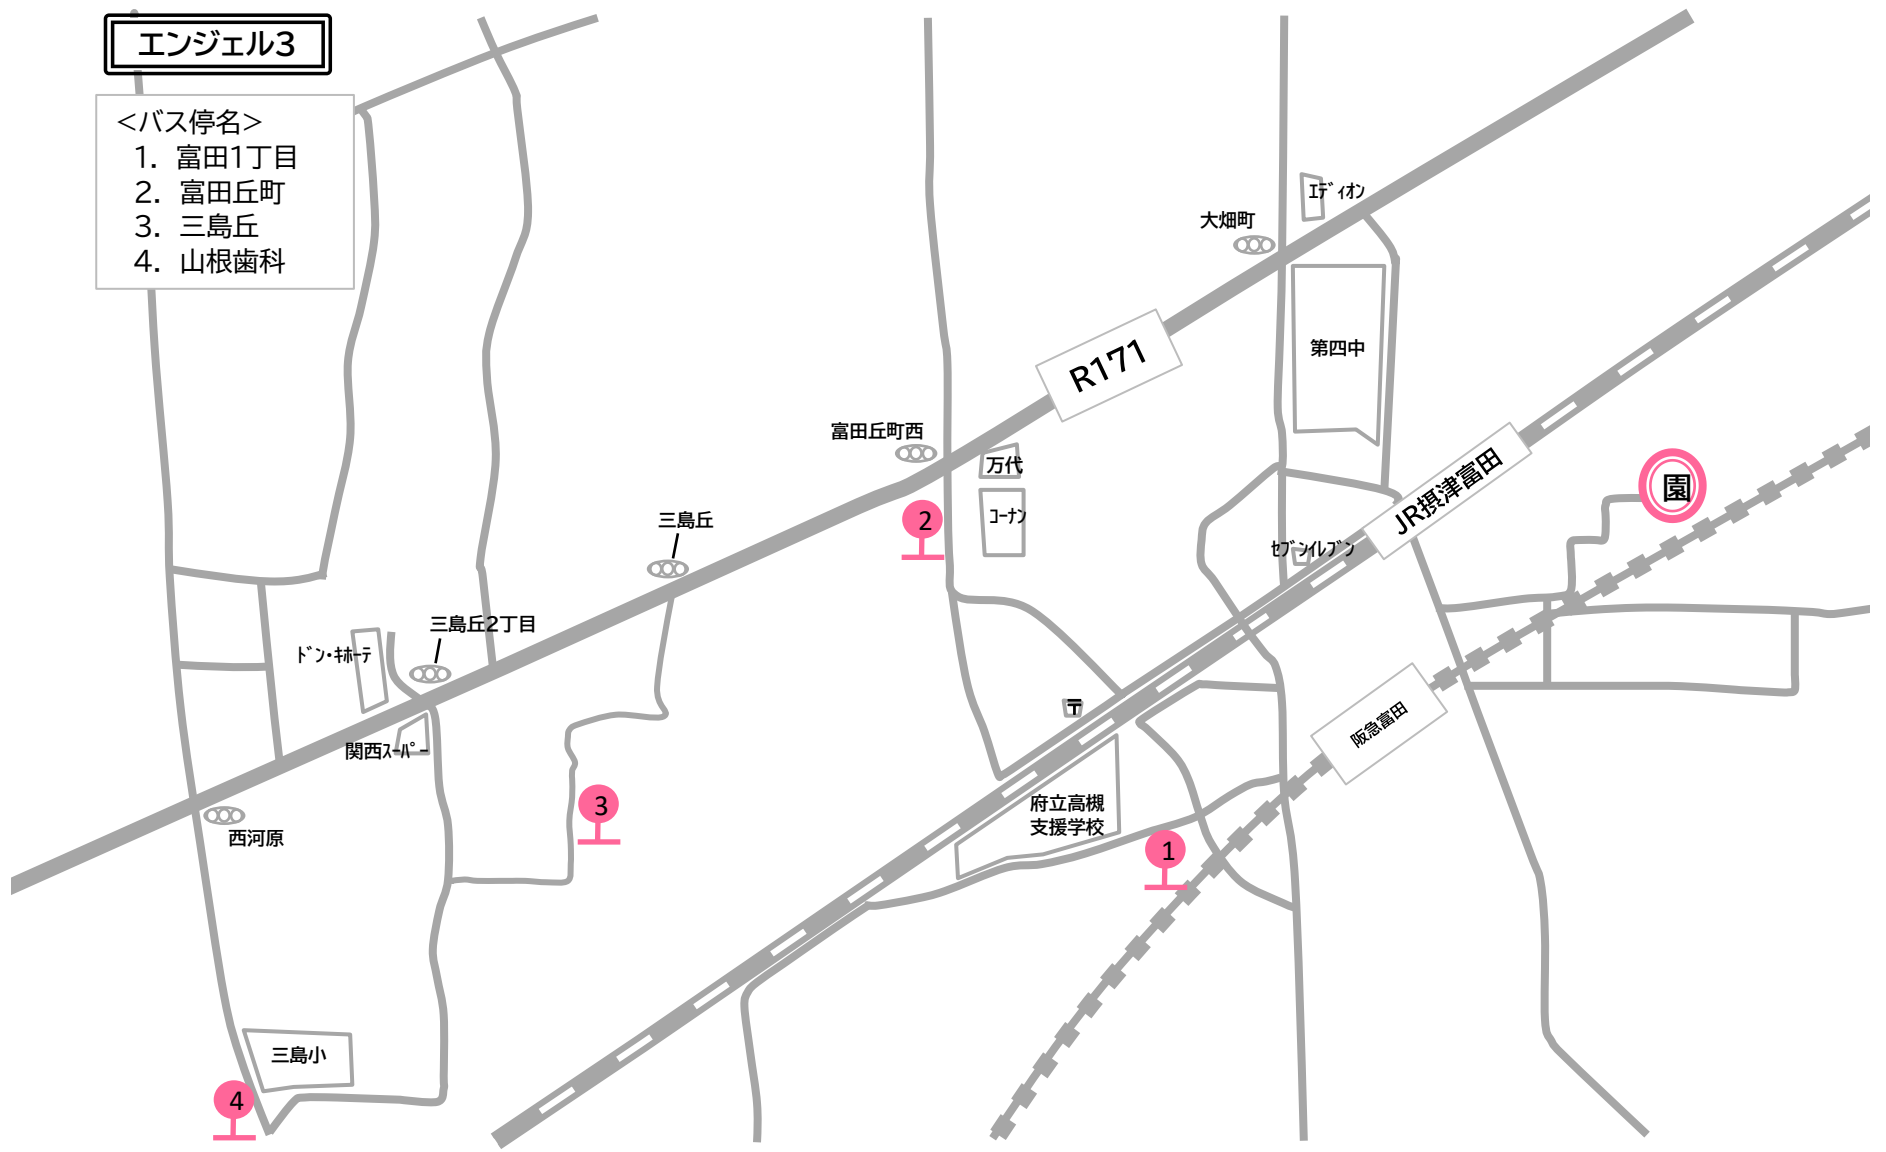 エンジェル3
<バス停名>
1. 富田1丁目
2. 富田丘町
3. 三島丘
4. 山根歯科
エディオン
大畑町
第四中
R171
富田丘町西
万代
コーナン
2
三島丘
JR摂津富田
園
セブンイレブン
三島丘2丁目
ドン・キホーテ
〒
阪急富田
関西スーパー
3
府立高槻
支援学校
西河原
1
三島小
4